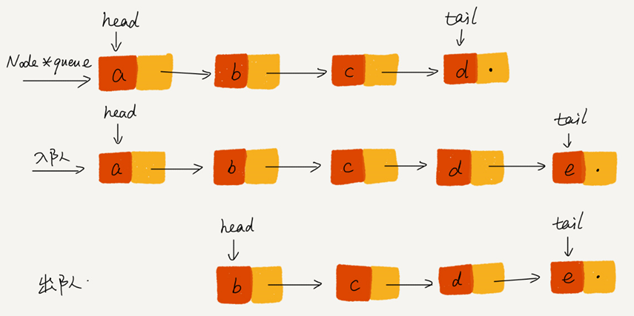 head tail
Node *queue a b c d
head tail
入队 a b c d e
head tail
出队. b c d e